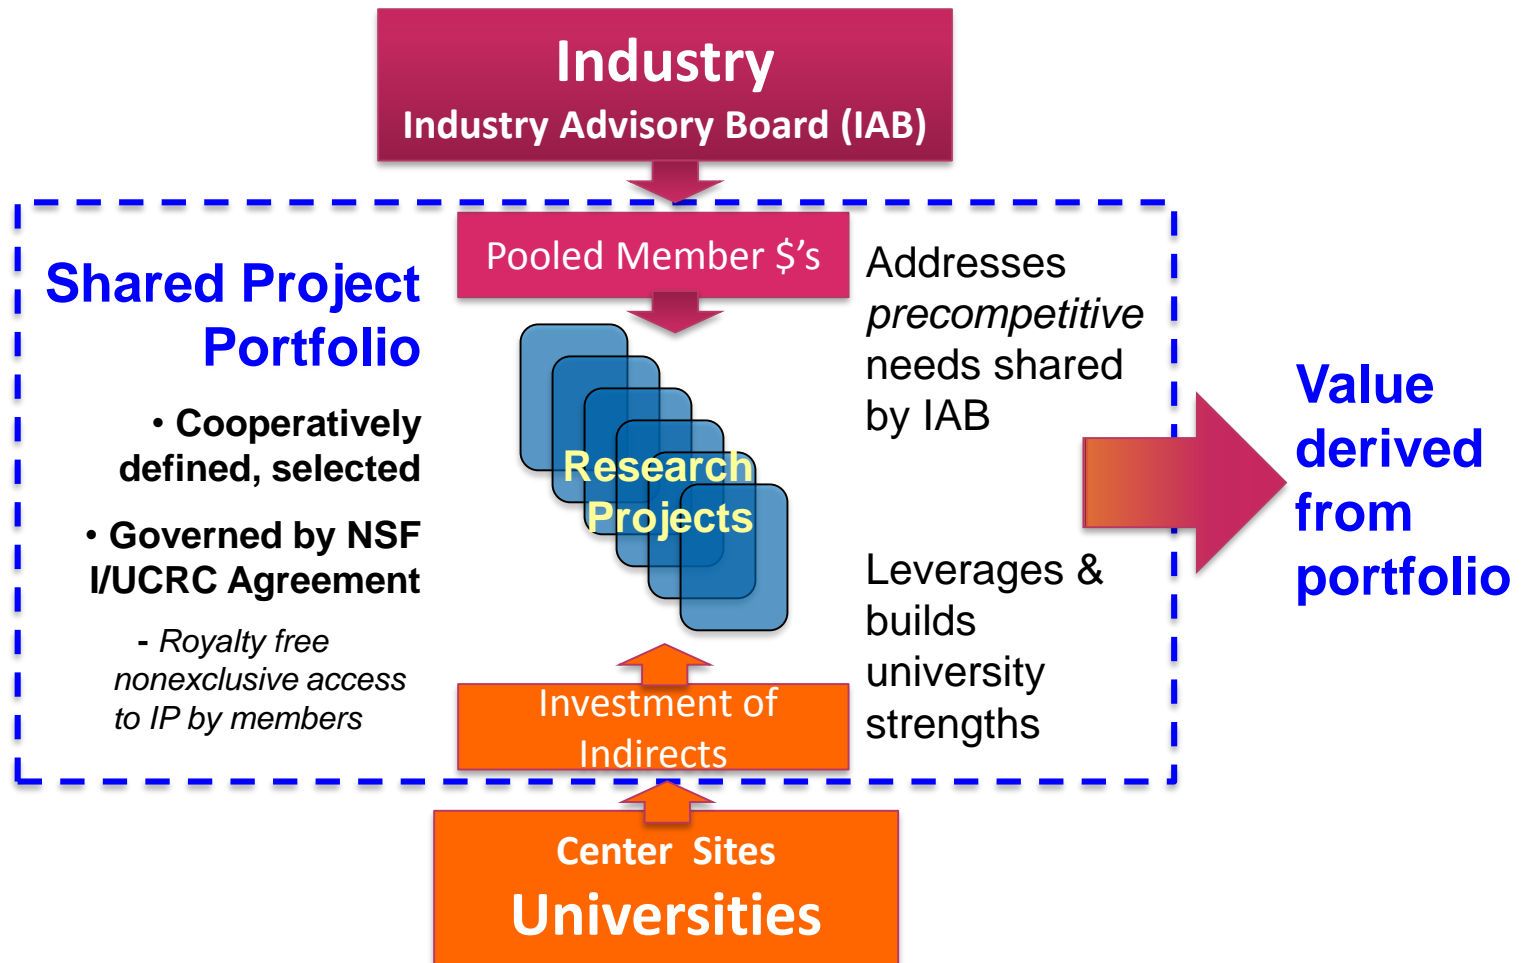 Industry
Industry Advisory Board (IAB)
Pooled Member $'s
Shared Project
Portfolio
• Cooperatively
defined, selected
• Governed by NSF
I/UCRC Agreement
- Royalty free
nonexclusive access
to IP by members
Research
Projects
Addresses
precompetitive
needs shared
by IAB
Leverages &
builds
university
strengths
Value
derived
from
portfolio
Investment of
Indirects
Center Sites
Universities